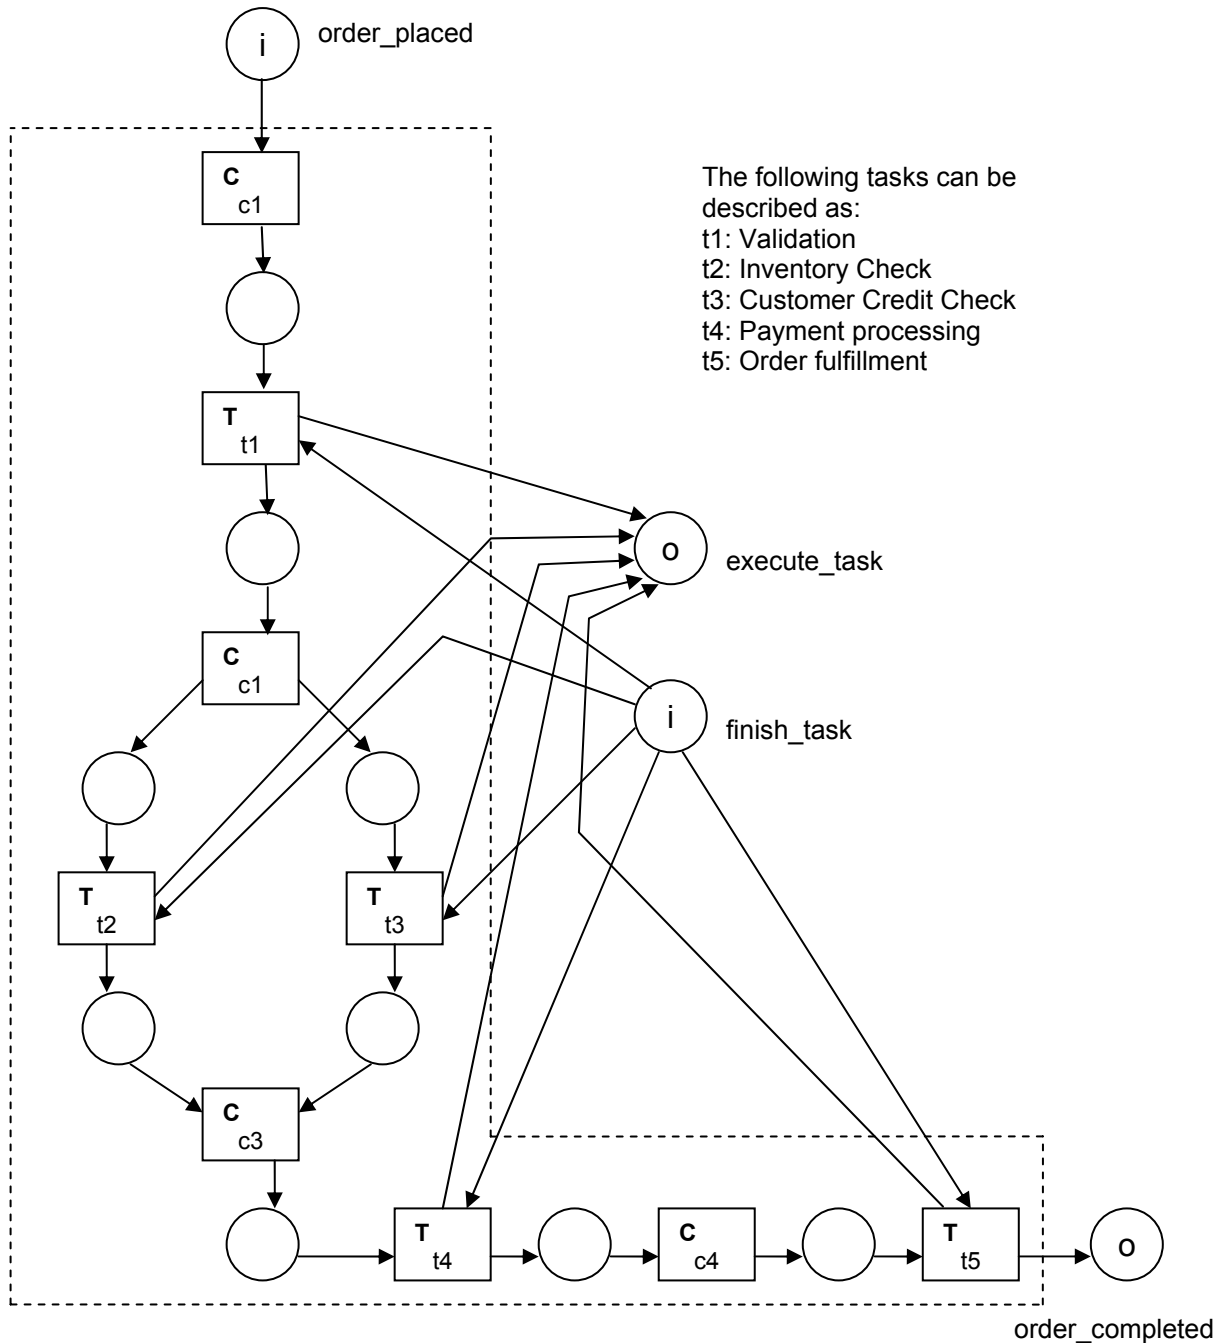 i
order_placed
C
c1
The following tasks can be
described as:
t1: Validation
t2: Inventory Check
t3: Customer Credit Check
t4: Payment processing
t5: Order fulfillment
T
t1
o
execute_task
C
c1
i
finish_task
T
t2
T
t3
C
c3
T
t4
C
c4
T
t5
o
order_completed